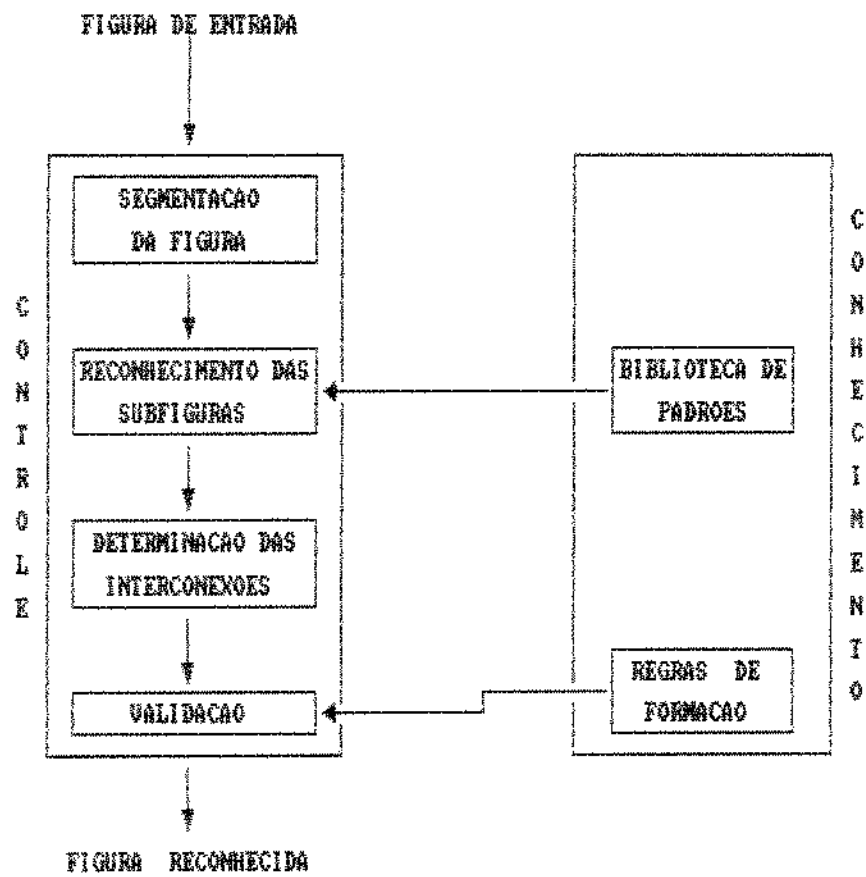 FIGURA DE ENTRADA
SEGMENTACAO
DA FIGURA
RECONHECIMENTO DAS
SUBFIGURAS
DETERMINACAO DAS
INTERCONEXOES
VALIDACAO
FIGURA RECONHECIDA
CONTROLE
BIBLIOTECA DE
PADROES
REGRAS DE
FORMACAO
CONHECIMENTO